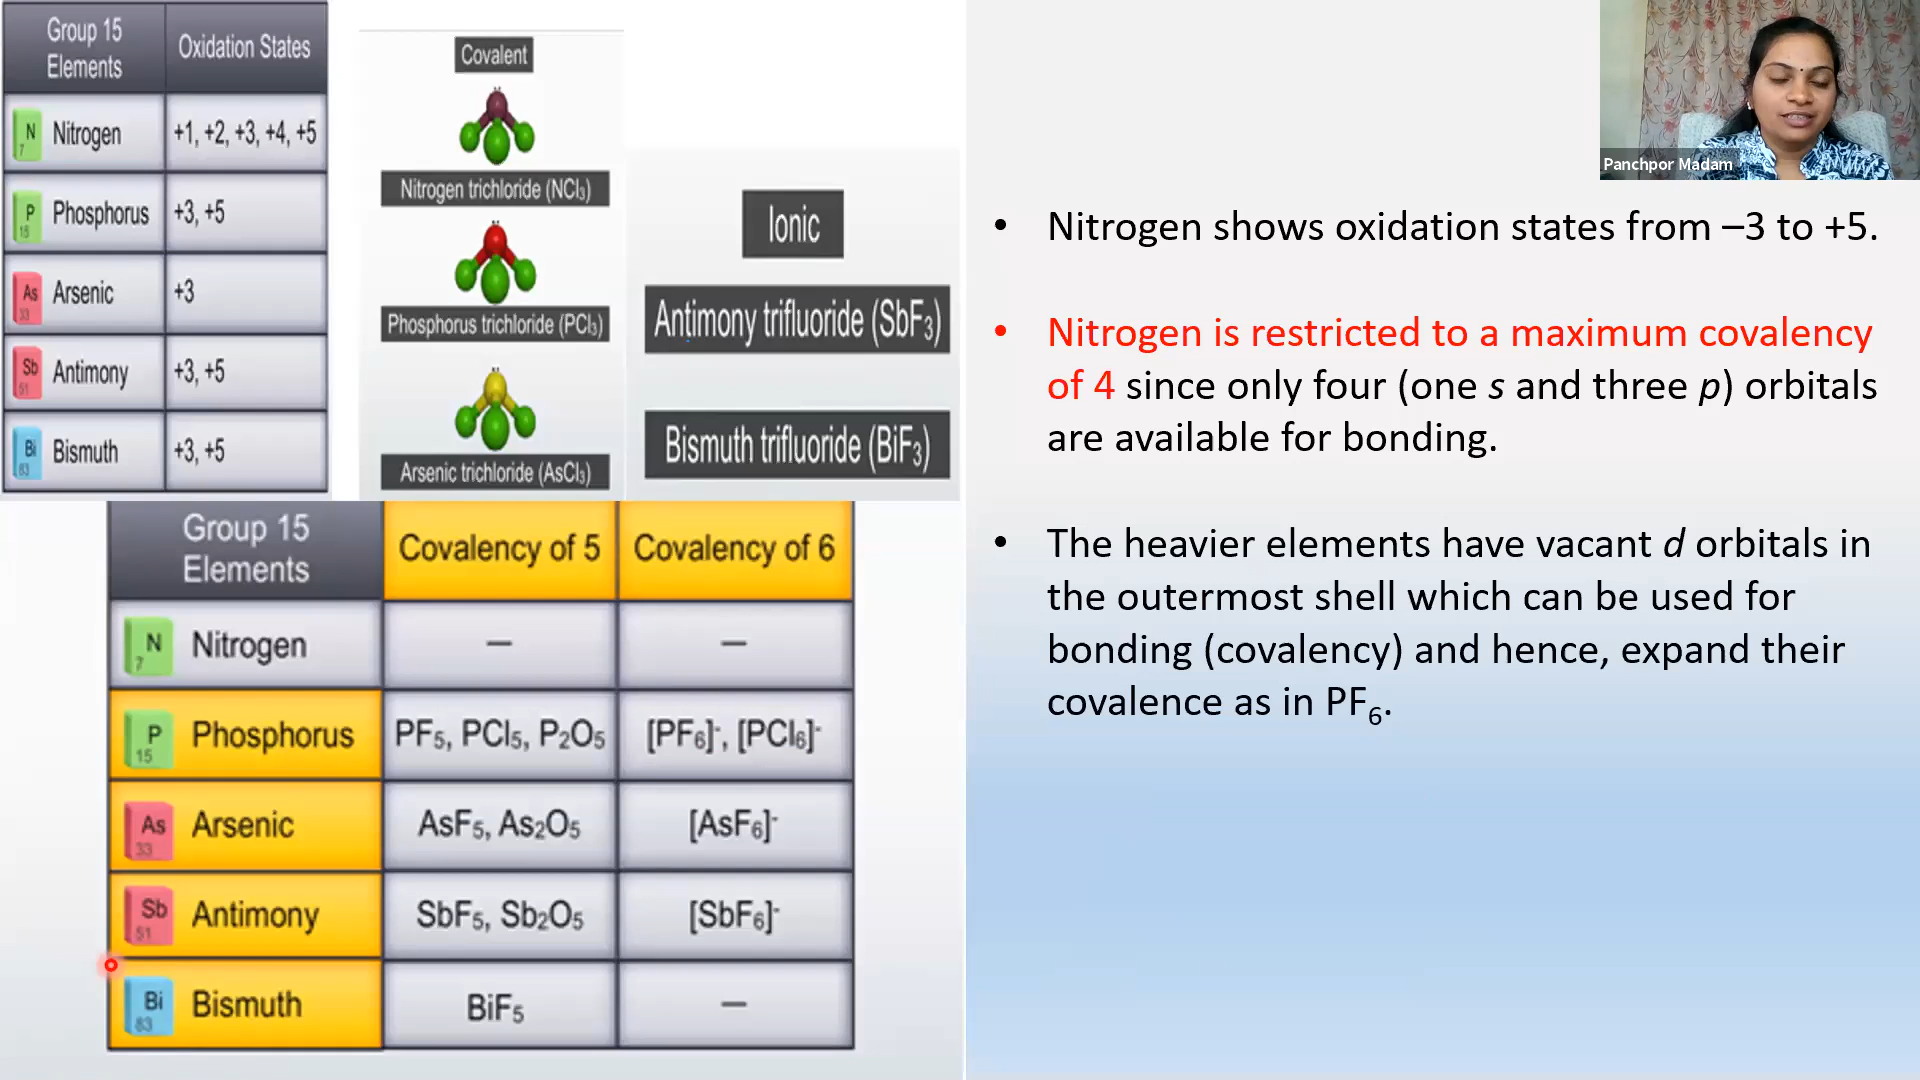 Group 15 Elements | Oxidation States
N 7 Nitrogen | +1, +2, +3, +4, +5
P 15 Phosphorus | +3, +5
As 33 Arsenic | +3
Sb 51 Antimony | +3, +5
Bi 83 Bismuth | +3, +5
Covalent
Nitrogen trichloride (NCl₃)
Phosphorus trichloride (PCl₃)
Arsenic trichloride (AsCl₃)
Ionic
Antimony trifluoride (SbF₃)
Bismuth trifluoride (BiF₃)
Group 15 Elements | Covalency of 5 | Covalency of 6
N 7 Nitrogen | — | —
P 15 Phosphorus | PF₅, PCl₅, P₂O₅ | [PF₆]⁻, [PCl₆]⁻
As 33 Arsenic | AsF₅, As₂O₅ | [AsF₆]⁻
Sb 51 Antimony | SbF₅, Sb₂O₅ | [SbF₆]⁻
Bi 83 Bismuth | BiF₅ | —
Panchpor Madam
• Nitrogen shows oxidation states from –3 to +5.
• Nitrogen is restricted to a maximum covalency
of 4 since only four (one s and three p) orbitals
are available for bonding.
• The heavier elements have vacant d orbitals in
the outermost shell which can be used for
bonding (covalency) and hence, expand their
covalence as in PF₆.